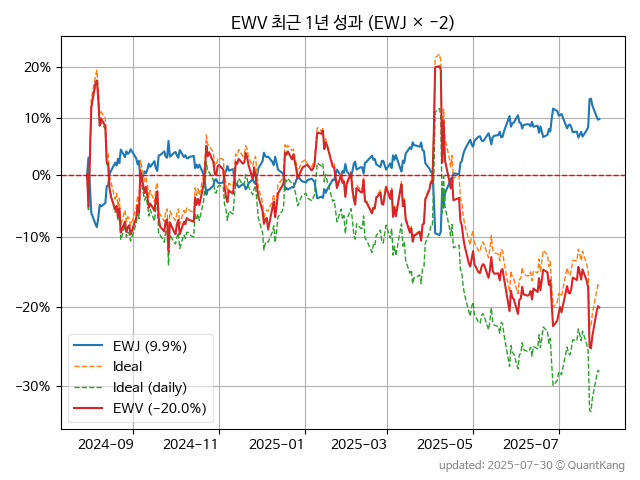 EWV 최근 1년 성과 (EWJ × −2)
20%
10%
0%
−10%
−20%
−30%
EWJ (9.9%)
Ideal
Ideal (daily)
EWV (−20.0%)
2024-09 2024-11 2025-01 2025-03 2025-05 2025-07
updated: 2025-07-30 © QuantKang